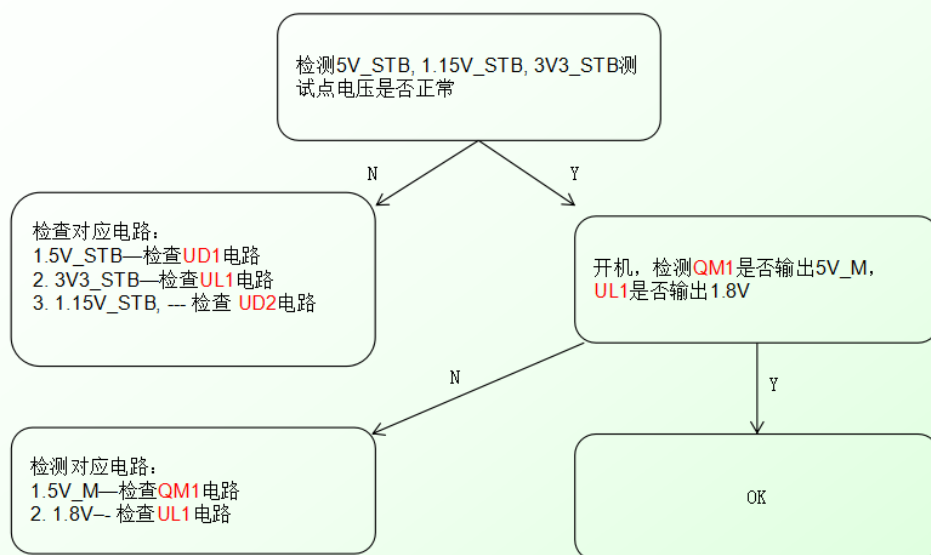 检测5V_STB, 1.15V_STB, 3V3_STB测
试点电压是否正常
N
Y
检查对应电路：
1.5V_STB—检查UD1电路
2. 3V3_STB—检查UL1电路
3. 1.15V_STB, --- 检查 UD2电路
开机，检测QM1是否输出5V_M，
UL1是否输出1.8V
N
Y
检测对应电路：
1.5V_M—检查QM1电路
2. 1.8V–- 检查UL1电路
OK